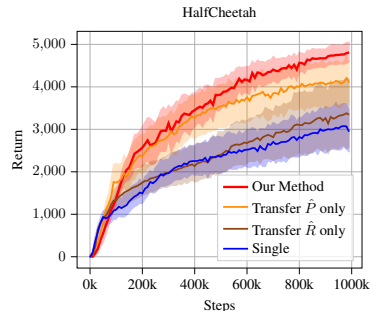 HalfCheetah
5,000
4,000
3,000
2,000
1,000
0
Return
Our Method
Transfer P̂ only
Transfer R̂ only
Single
0k 200k 400k 600k 800k 1000k
Steps